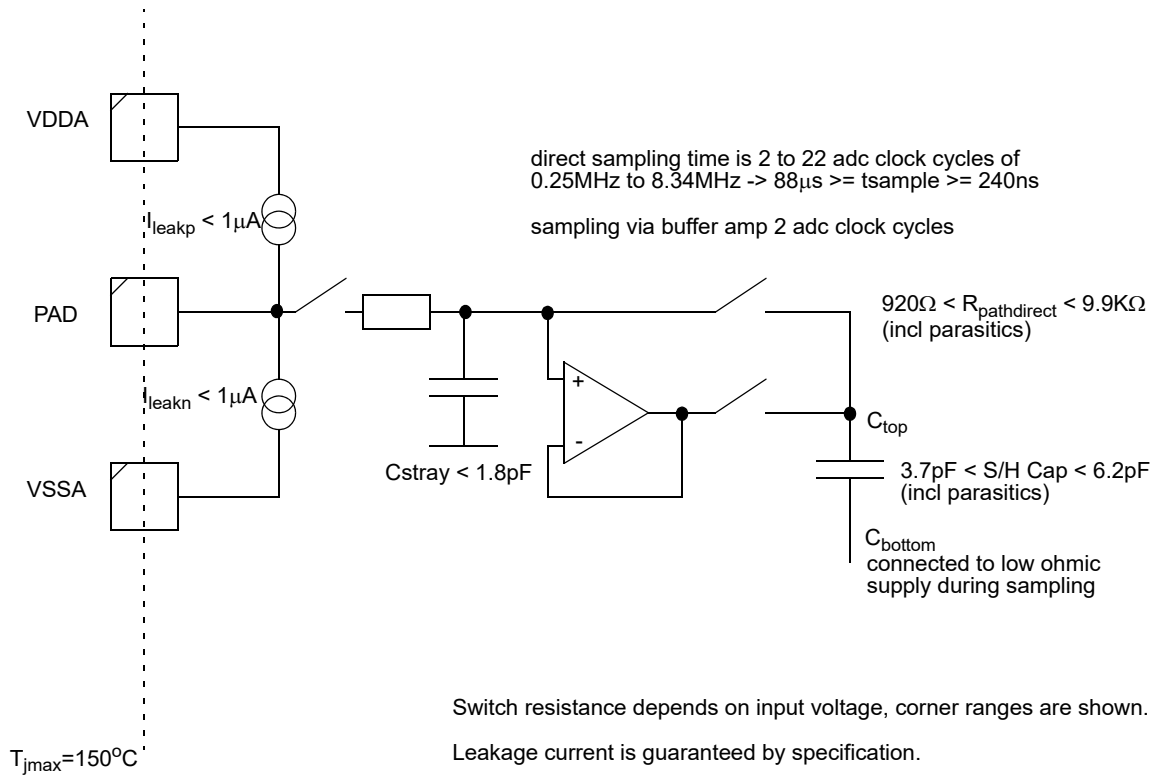 VDDA
direct sampling time is 2 to 22 adc clock cycles of
0.25MHz to 8.34MHz -> 88μs >= tsample >= 240ns
Ileakp < 1μA
sampling via buffer amp 2 adc clock cycles
PAD
920Ω < Rpathdirect < 9.9KΩ
(incl parasitics)
Ileakn < 1μA
+
-
Ctop
Cstray < 1.8pF
3.7pF < S/H Cap < 6.2pF
(incl parasitics)
VSSA
Cbottom
connected to low ohmic
supply during sampling
Switch resistance depends on input voltage, corner ranges are shown.
Leakage current is guaranteed by specification.
Tjmax=150oC